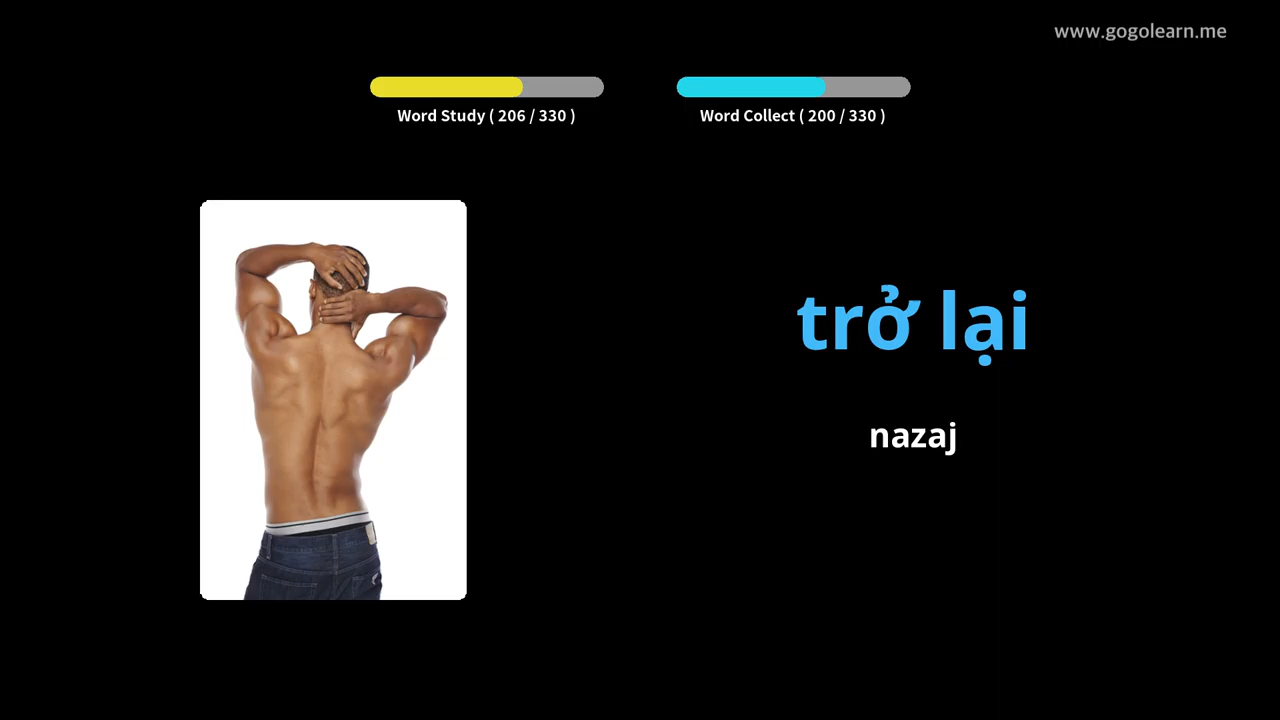 www.gogolearn.me
Word Study ( 206 / 330 )
Word Collect ( 200 / 330 )
trở lại
nazaj